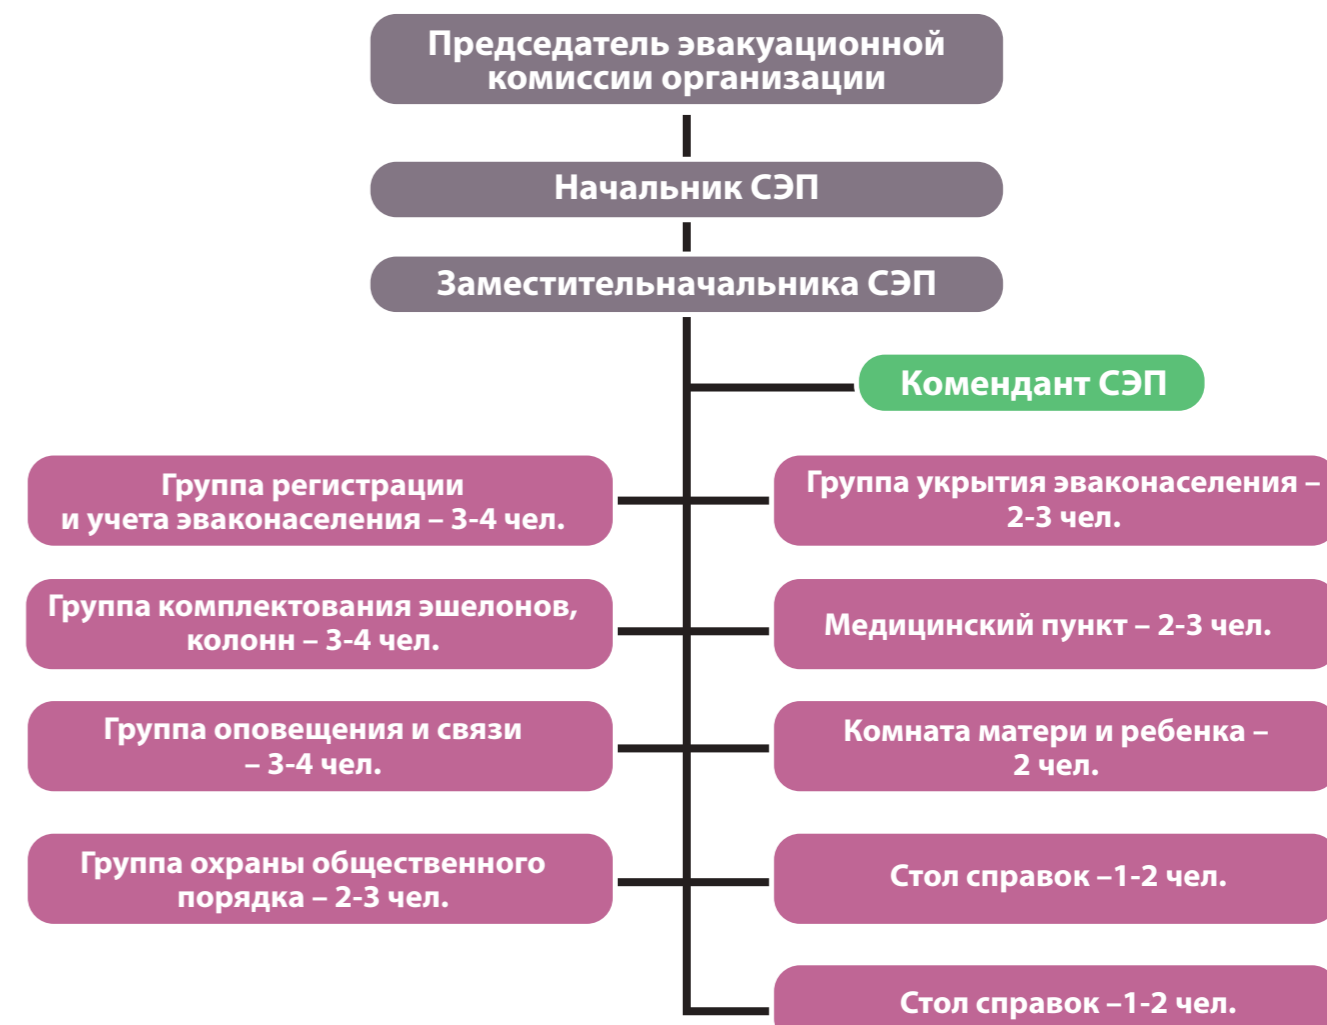 Председатель эвакуационной
комиссии организации
Начальник СЭП
Заместительначальника СЭП
Комендант СЭП
Группа регистрации
и учета эваконаселения – 3-4 чел.
Группа укрытия эваконаселения –
2-3 чел.
Группа комплектования эшелонов,
колонн – 3-4 чел.
Медицинский пункт – 2-3 чел.
Группа оповещения и связи
– 3-4 чел.
Комната матери и ребенка –
2 чел.
Группа охраны общественного
порядка – 2-3 чел.
Стол справок –1-2 чел.
Стол справок –1-2 чел.